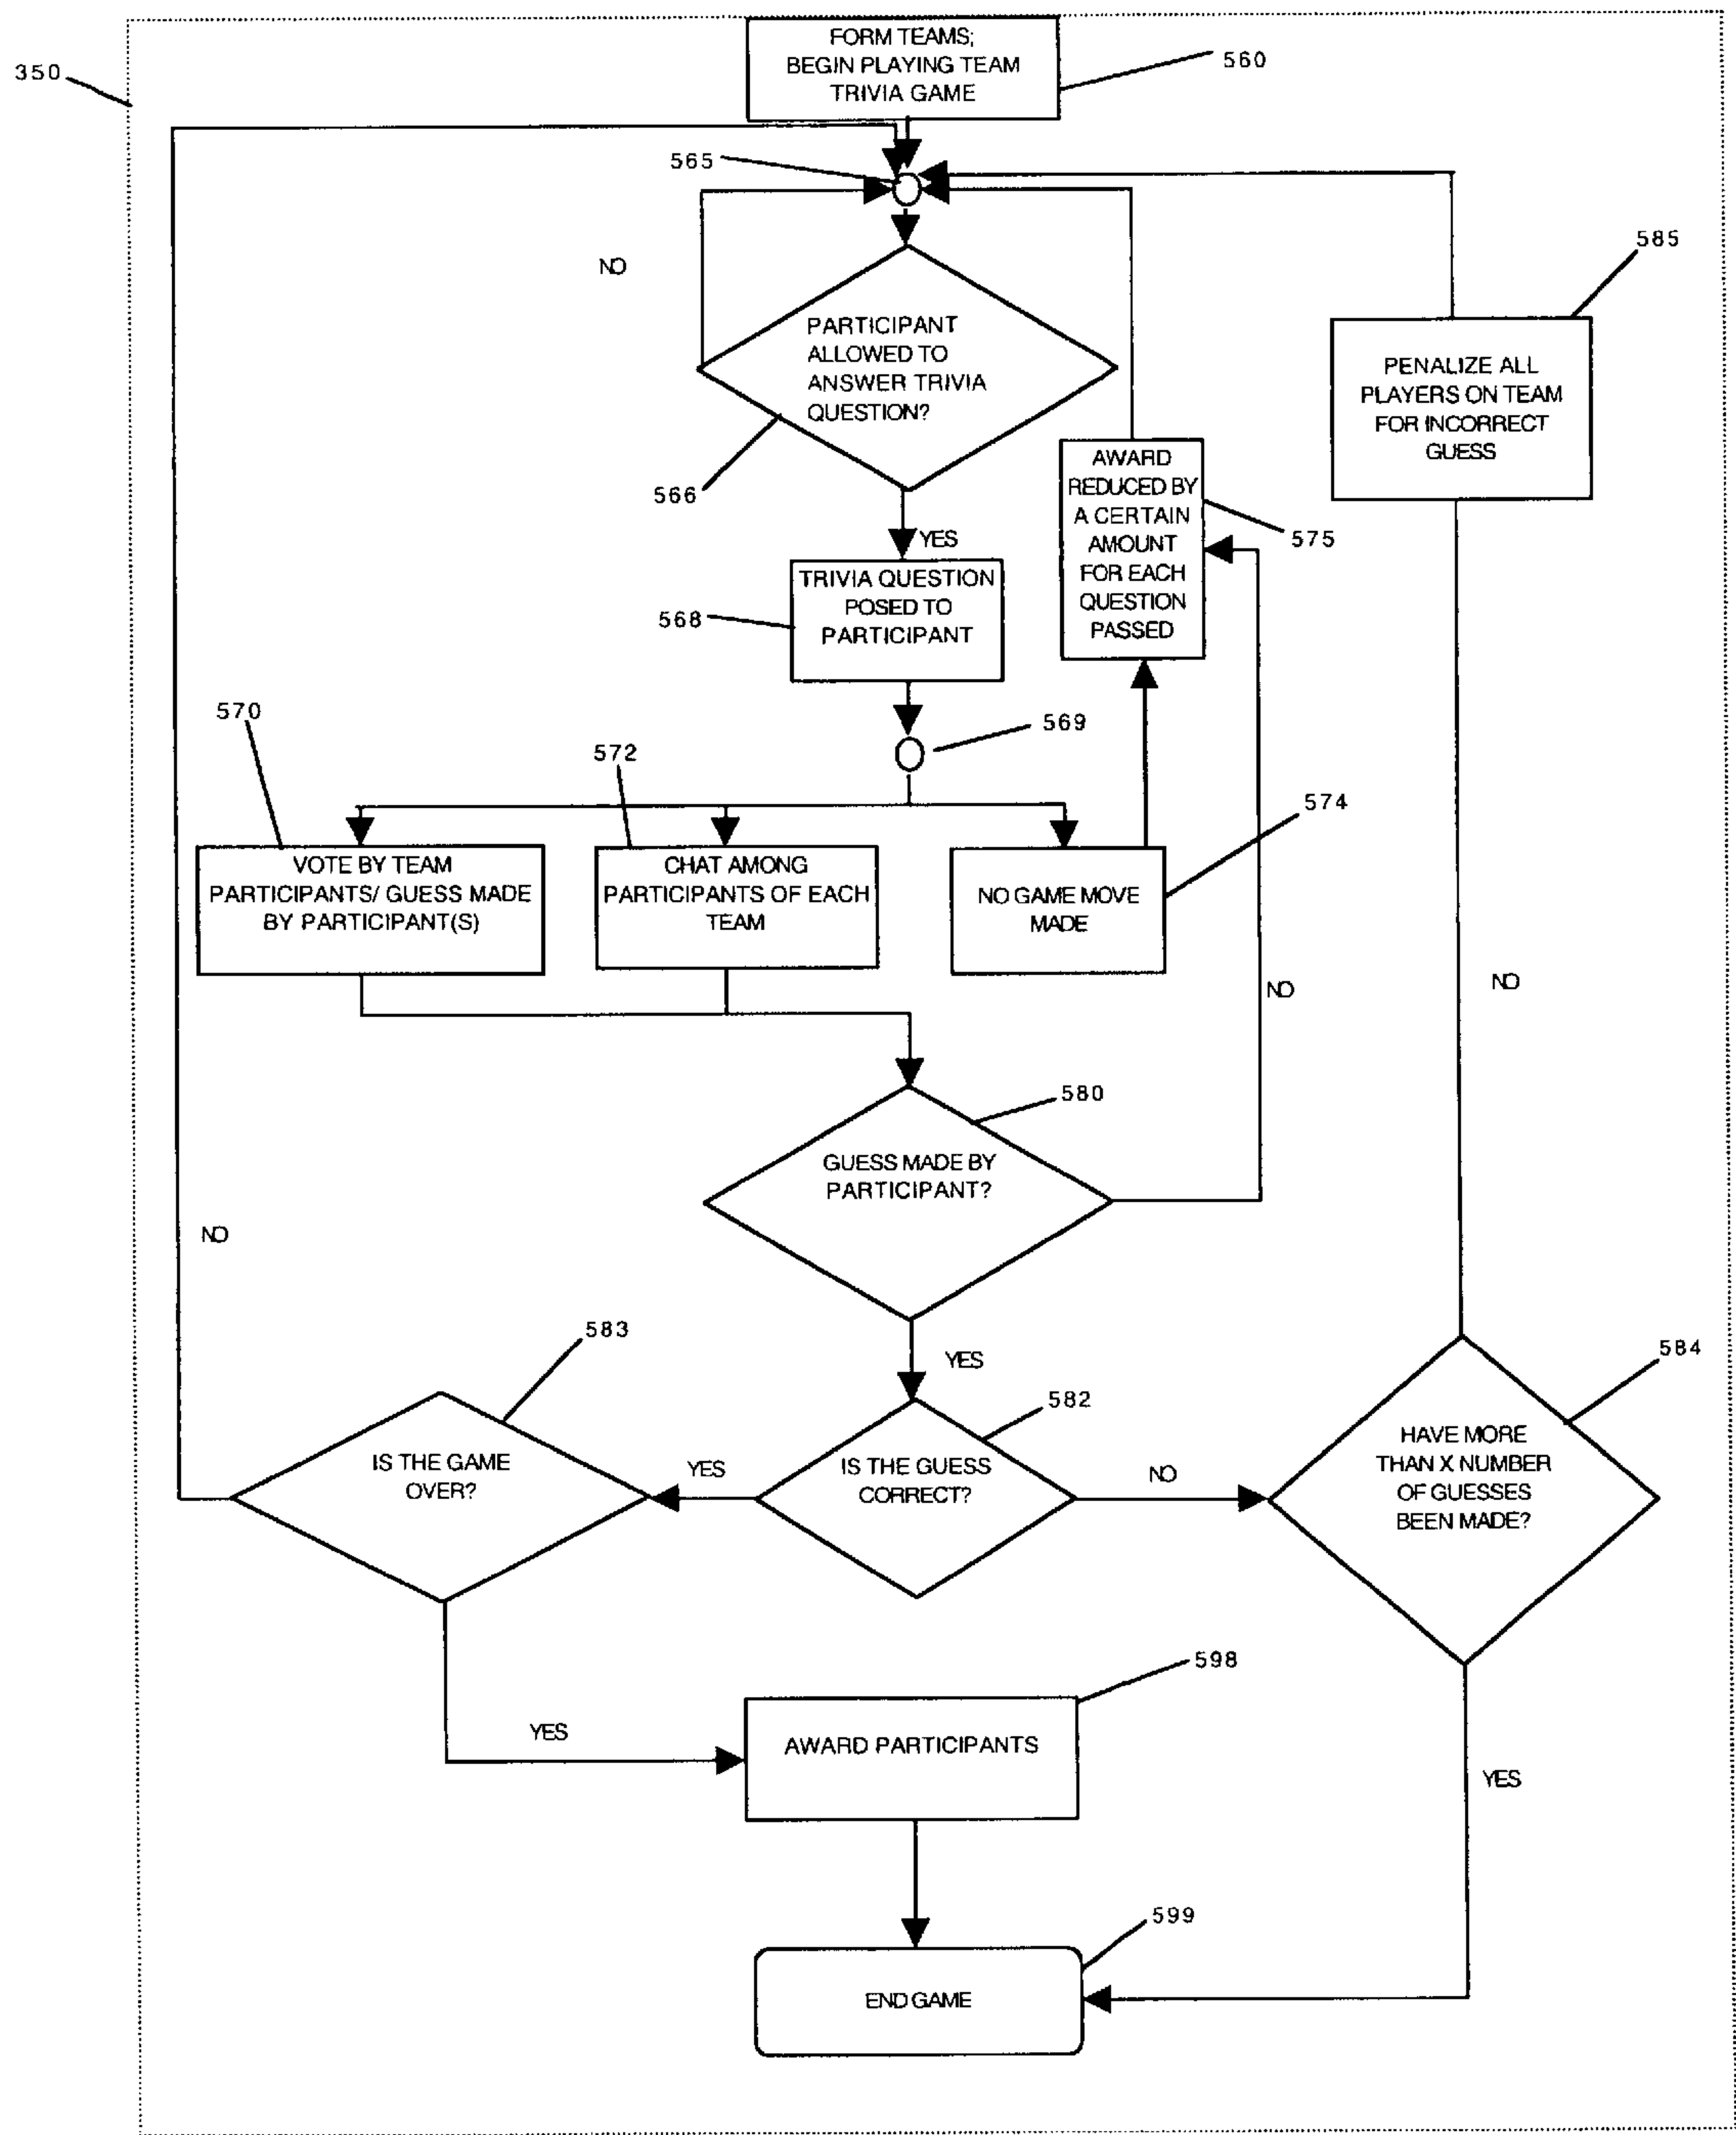 FORM TEAMS;
BEGIN PLAYING TEAM
TRIVIA GAME
560
350
565
NO
PARTICIPANT
ALLOWED TO
ANSWER TRIVIA
QUESTION?
566
585
PENALIZE ALL
PLAYERS ON TEAM
FOR INCORRECT
GUESS
AWARD
REDUCED BY
A CERTAIN
AMOUNT
FOR EACH
QUESTION
PASSED
575
YES
TRIVIA QUESTION
POSED TO
PARTICIPANT
568
569
570
572
574
VOTE BY TEAM
PARTICIPANTS/ GUESS MADE
BY PARTICIPANT(S)
CHAT AMONG
PARTICIPANTS OF EACH
TEAM
NO GAME MOVE
MADE
NO
NO
580
GUESS MADE BY
PARTICIPANT?
NO
YES
583
582
584
IS THE GAME
OVER?
YES
IS THE GUESS
CORRECT?
NO
HAVE MORE
THAN X NUMBER
OF GUESSES
BEEN MADE?
598
YES
AWARD PARTICIPANTS
YES
599
END GAME